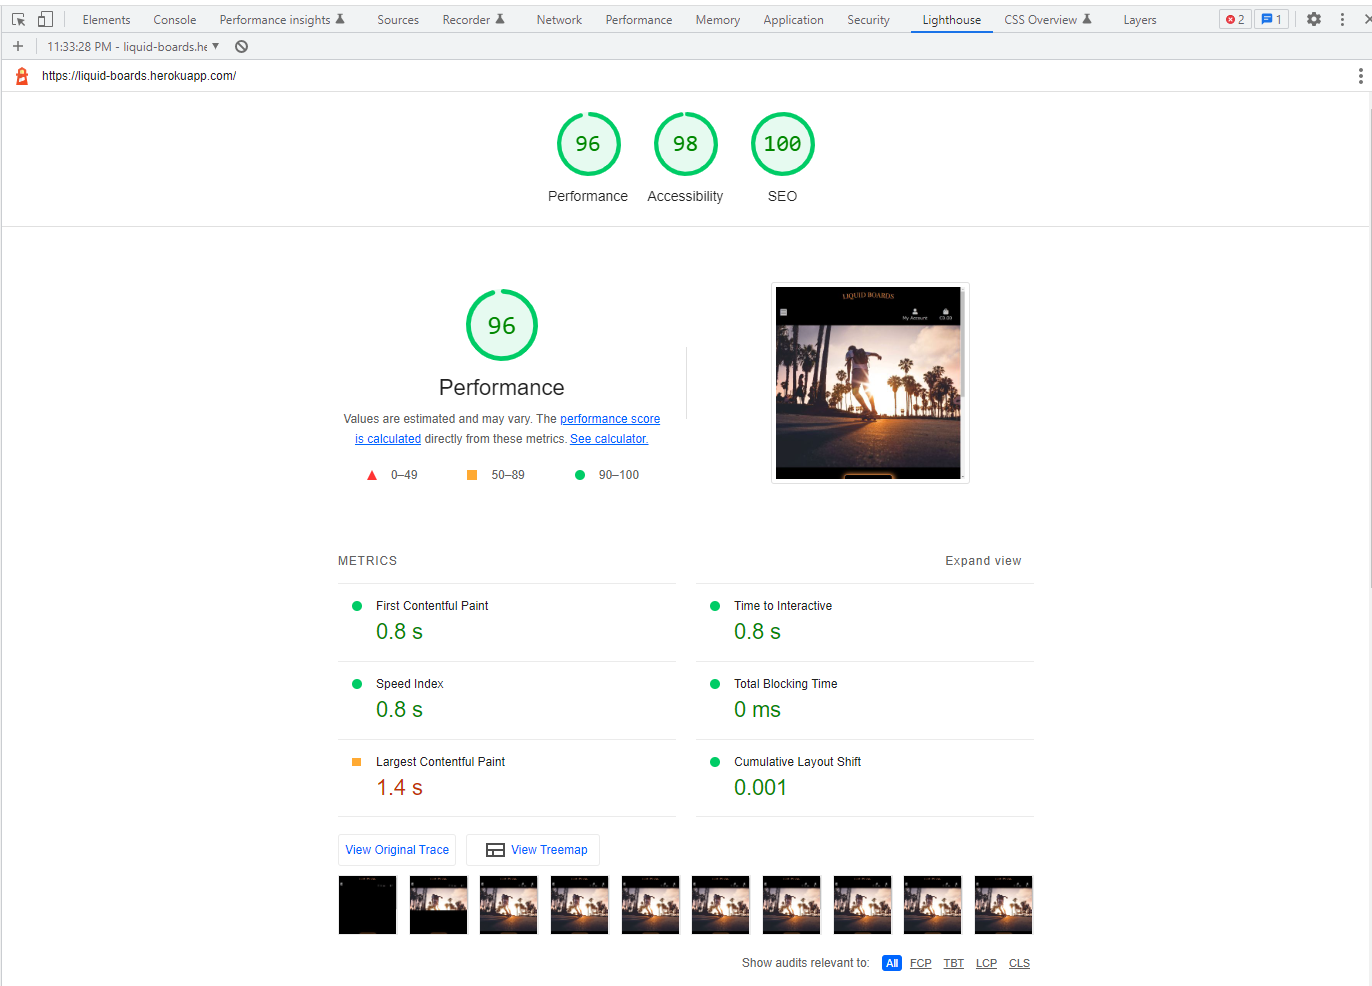 Elements Console Performance insights Sources Recorder Network Performance Memory Application Security Lighthouse CSS Overview Layers 2 1
11:33:28 PM - liquid-boards.he
https://liquid-boards.herokuapp.com/
96 98 100
Performance Accessibility SEO
96
Performance
Values are estimated and may vary. The performance score
is calculated directly from these metrics. See calculator.
0–49 50–89 90–100
LIQUID BOARDS
My Account €0.00
METRICS Expand view
First Contentful Paint
0.8 s
Time to Interactive
0.8 s
Speed Index
0.8 s
Total Blocking Time
0 ms
Largest Contentful Paint
1.4 s
Cumulative Layout Shift
0.001
View Original Trace View Treemap
Show audits relevant to: All FCP TBT LCP CLS